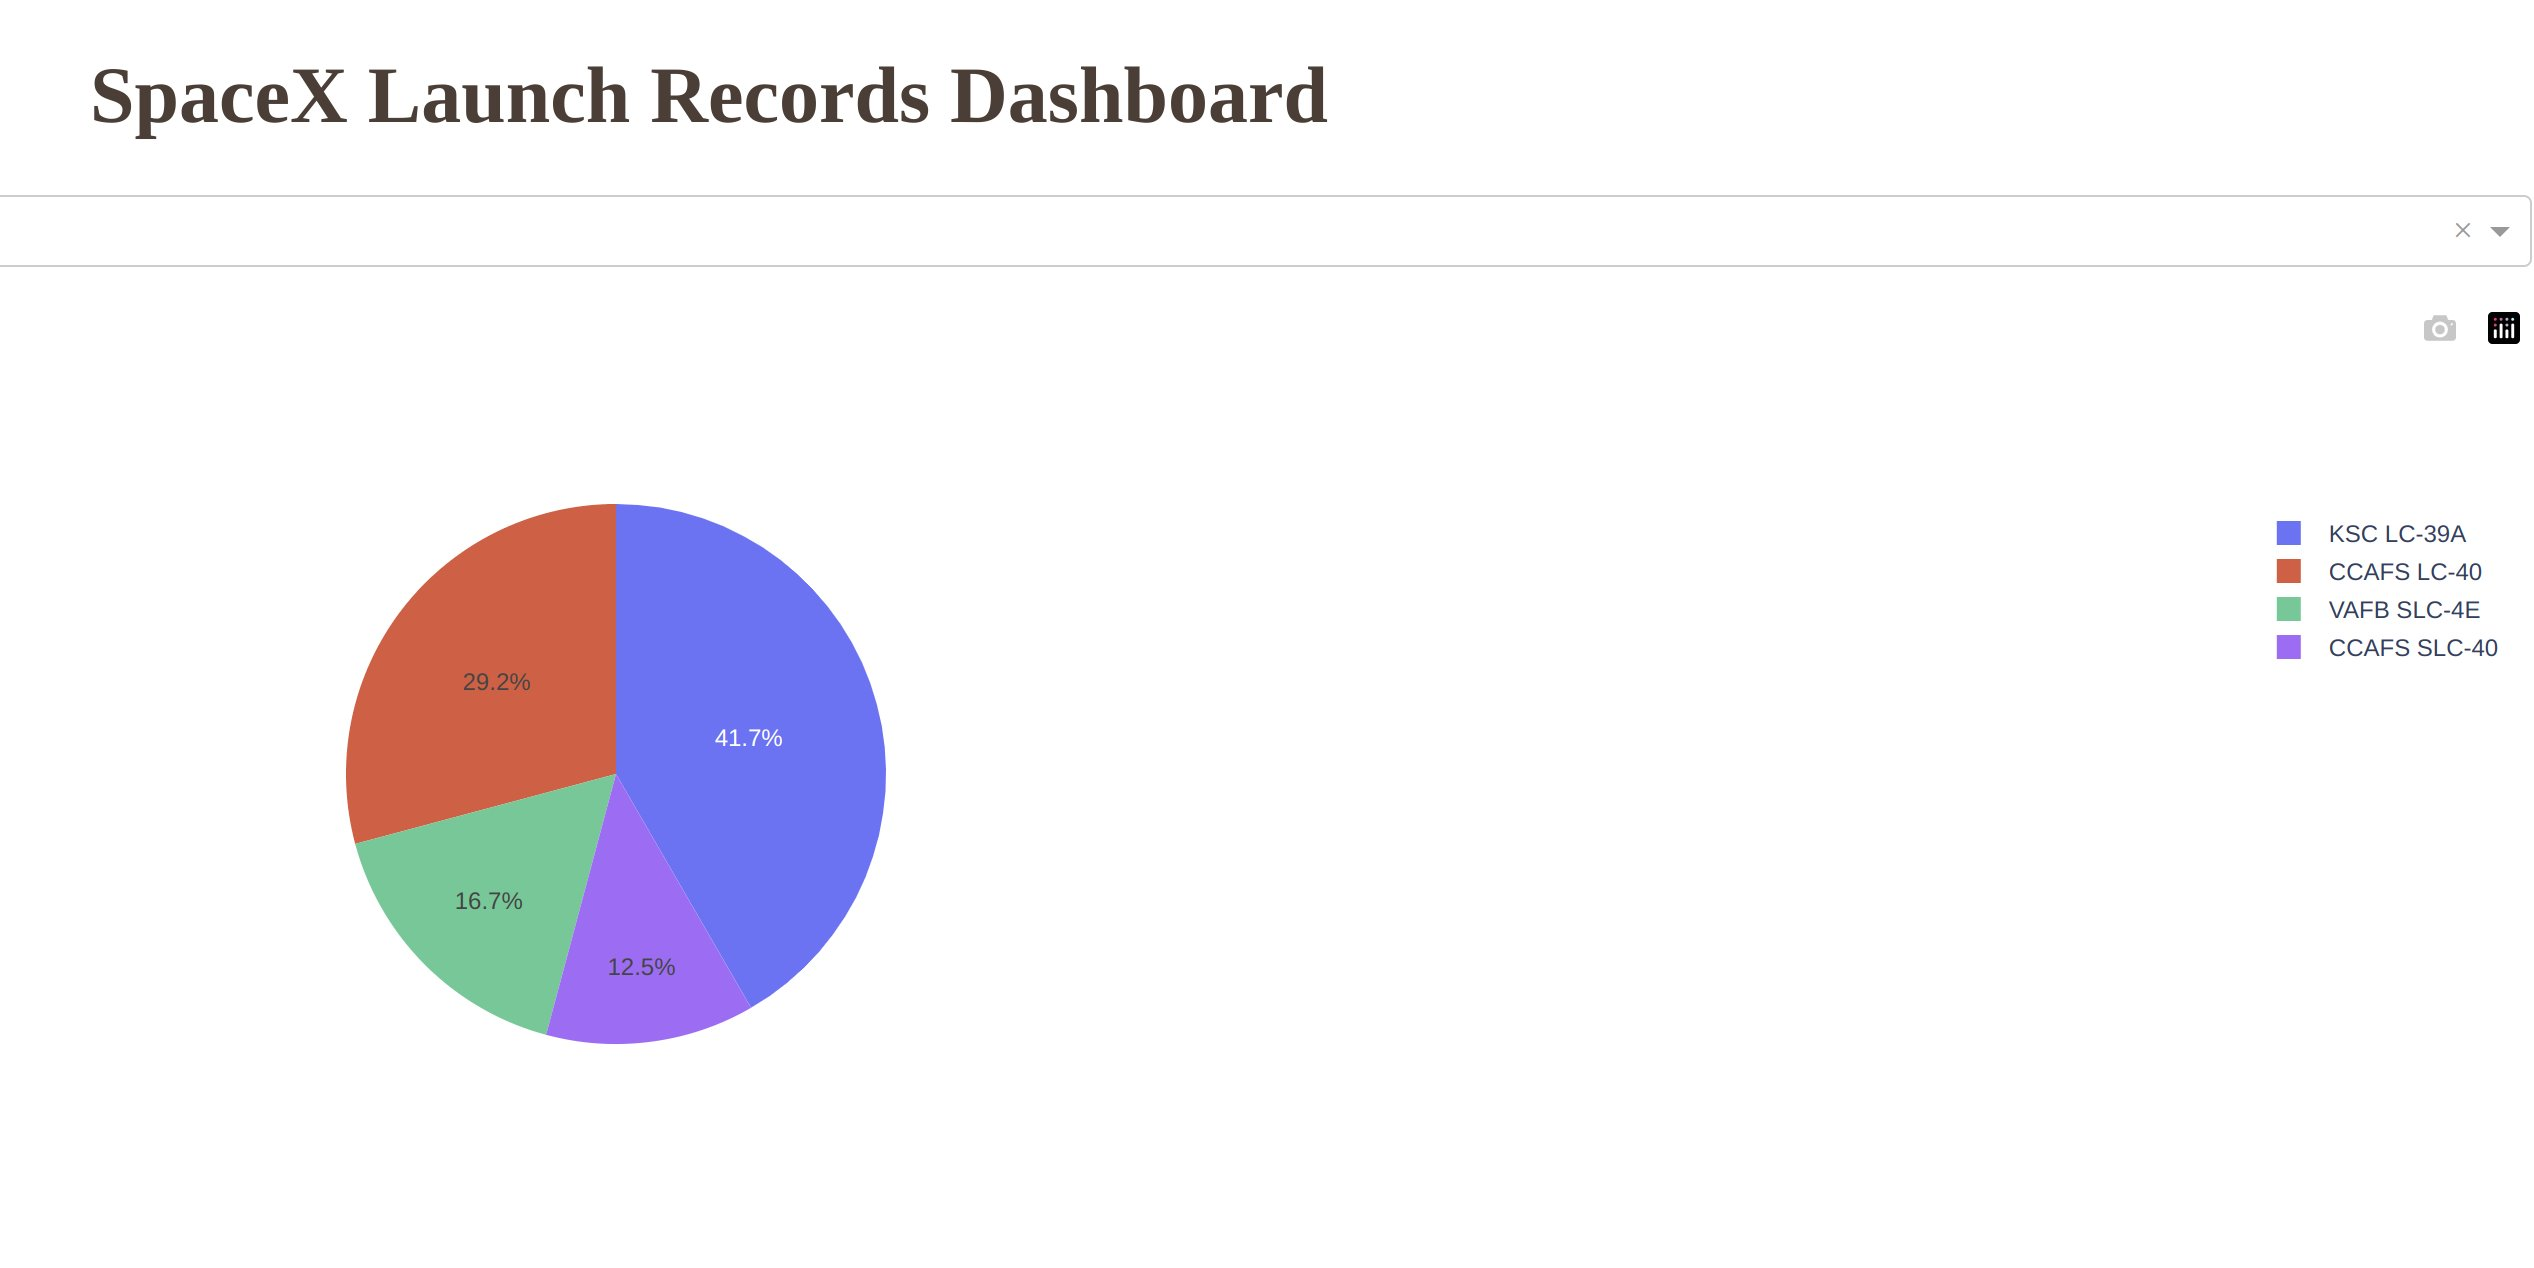 SpaceX Launch Records Dashboard
KSC LC-39A
CCAFS LC-40
VAFB SLC-4E
CCAFS SLC-40
29.2%
41.7%
16.7%
12.5%